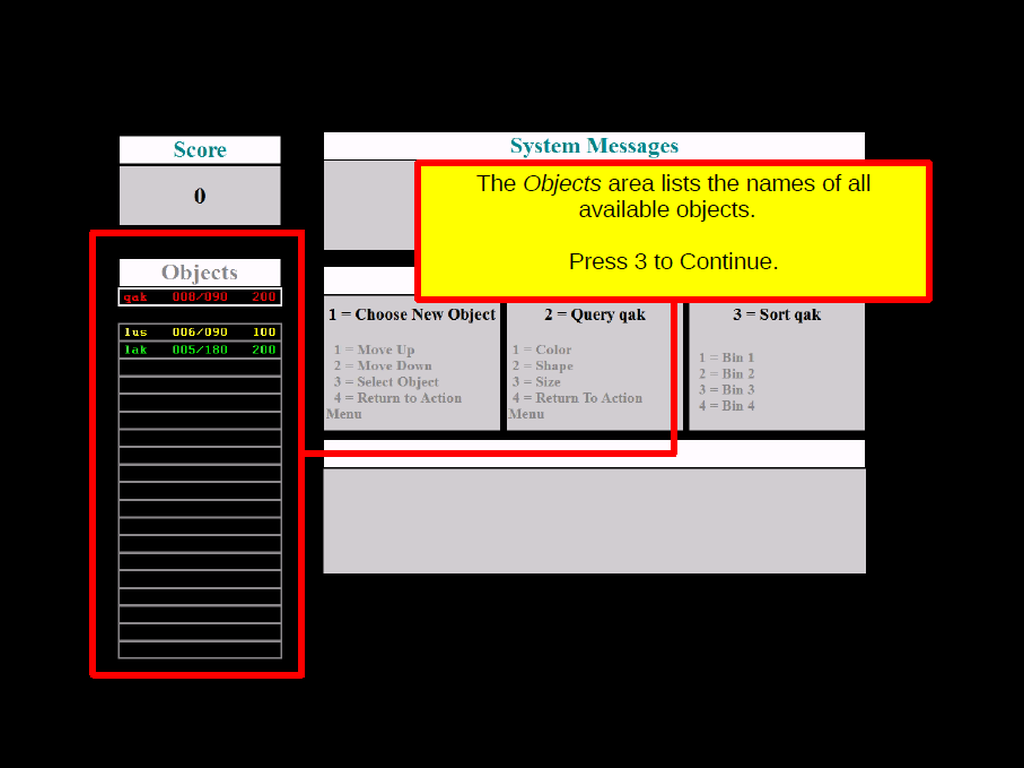 Score
0
System Messages
The Objects area lists the names of all
available objects.
Press 3 to Continue.
Objects
qak 000/090 200
lus 006/090 100
lak 005/180 200
1 = Choose New Object
1 = Move Up
2 = Move Down
3 = Select Object
4 = Return to Action
Menu
2 = Query qak
1 = Color
2 = Shape
3 = Size
4 = Return To Action
Menu
3 = Sort qak
1 = Bin 1
2 = Bin 2
3 = Bin 3
4 = Bin 4